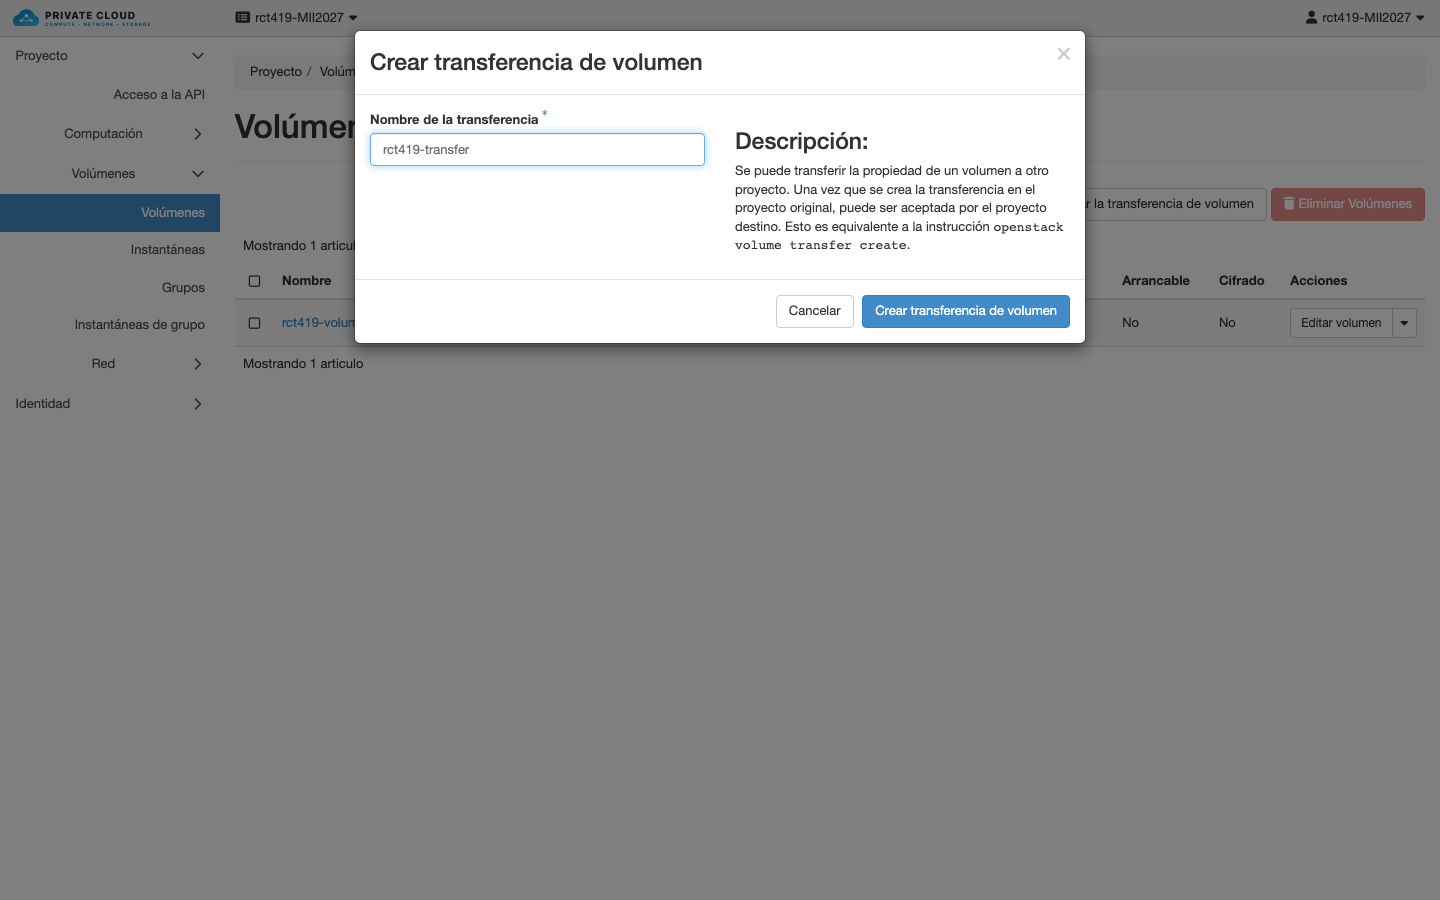 PRIVATE CLOUD
COMPUTE • NETWORK • STORAGE
rct419-MII2027
rct419-MII2027
Proyecto
Acceso a la API
Computación
Volúmenes
Volúmenes
Instantáneas
Grupos
Instantáneas de grupo
Red
Identidad
Proyecto /
Crear transferencia de volumen
×
Nombre de la transferencia *
rct419-transfer
Descripción:
Se puede transferir la propiedad de un volumen a otro
proyecto. Una vez que se crea la transferencia en el
proyecto original, puede ser aceptada por el proyecto
destino. Esto es equivalente a la instrucción openstack
volume transfer create.
Cancelar
Crear transferencia de volumen
la transferencia de volumen
Eliminar Volúmenes
Mostrando 1
Nombre
Arrancable
Cifrado
Acciones
No
No
Editar volumen
Mostrando 1 articulo